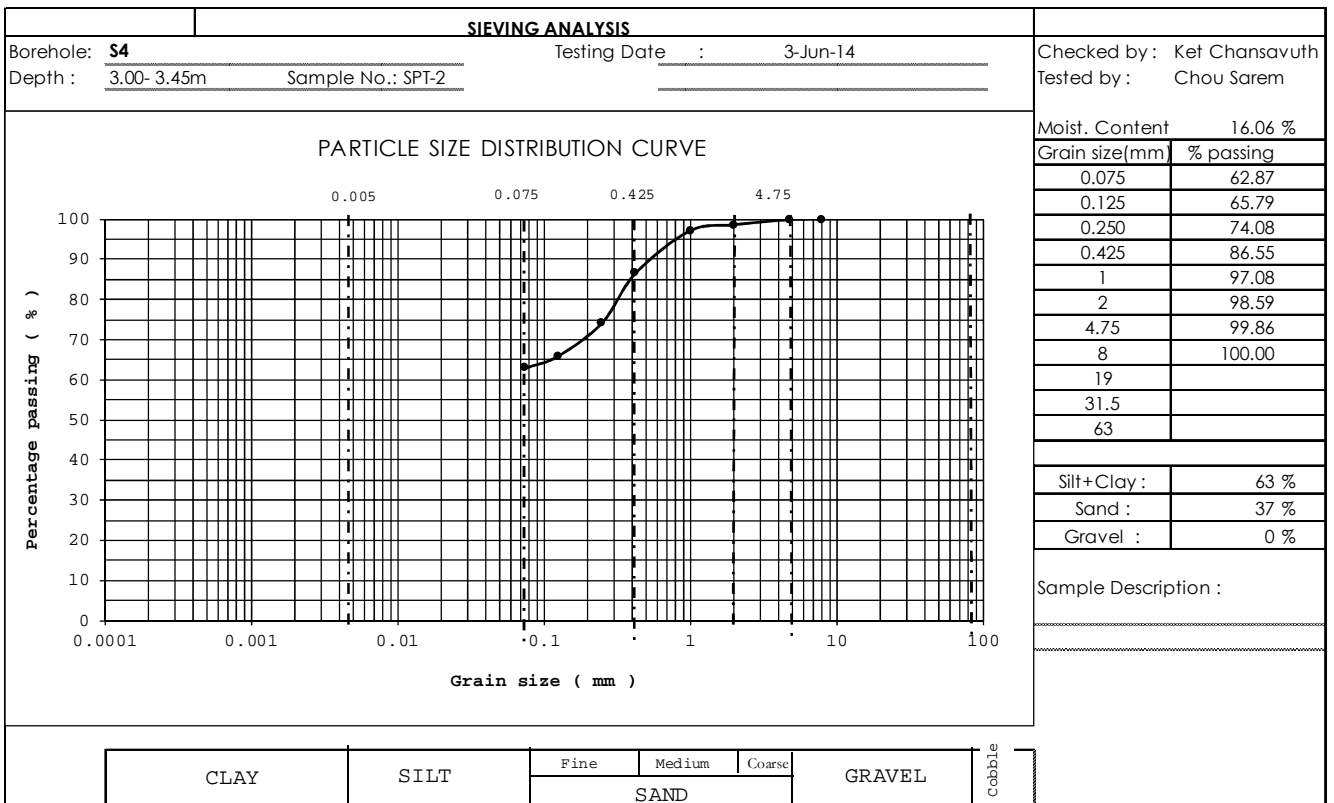 SIEVING ANALYSIS
Borehole: S4 Testing Date : 3-Jun-14
Depth : 3.00- 3.45m Sample No.: SPT-2
Checked by : Ket Chansavuth
Tested by : Chou Sarem
Moist. Content 16.06 %
Grain size(mm) % passing
0.075 62.87
0.125 65.79
0.250 74.08
0.425 86.55
1 97.08
2 98.59
4.75 99.86
8 100.00
19
31.5
63
Silt+Clay : 63 %
Sand : 37 %
Gravel : 0 %
Sample Description :
PARTICLE SIZE DISTRIBUTION CURVE
0.005 0.075 0.425 4.75
100
90
80
70
60
50
40
30
20
10
0
Percentage passing ( % )
0.0001 0.001 0.01 0.1 1 10 100
Grain size ( mm )
CLAY SILT Fine Medium Coarse GRAVEL Cobble
SAND